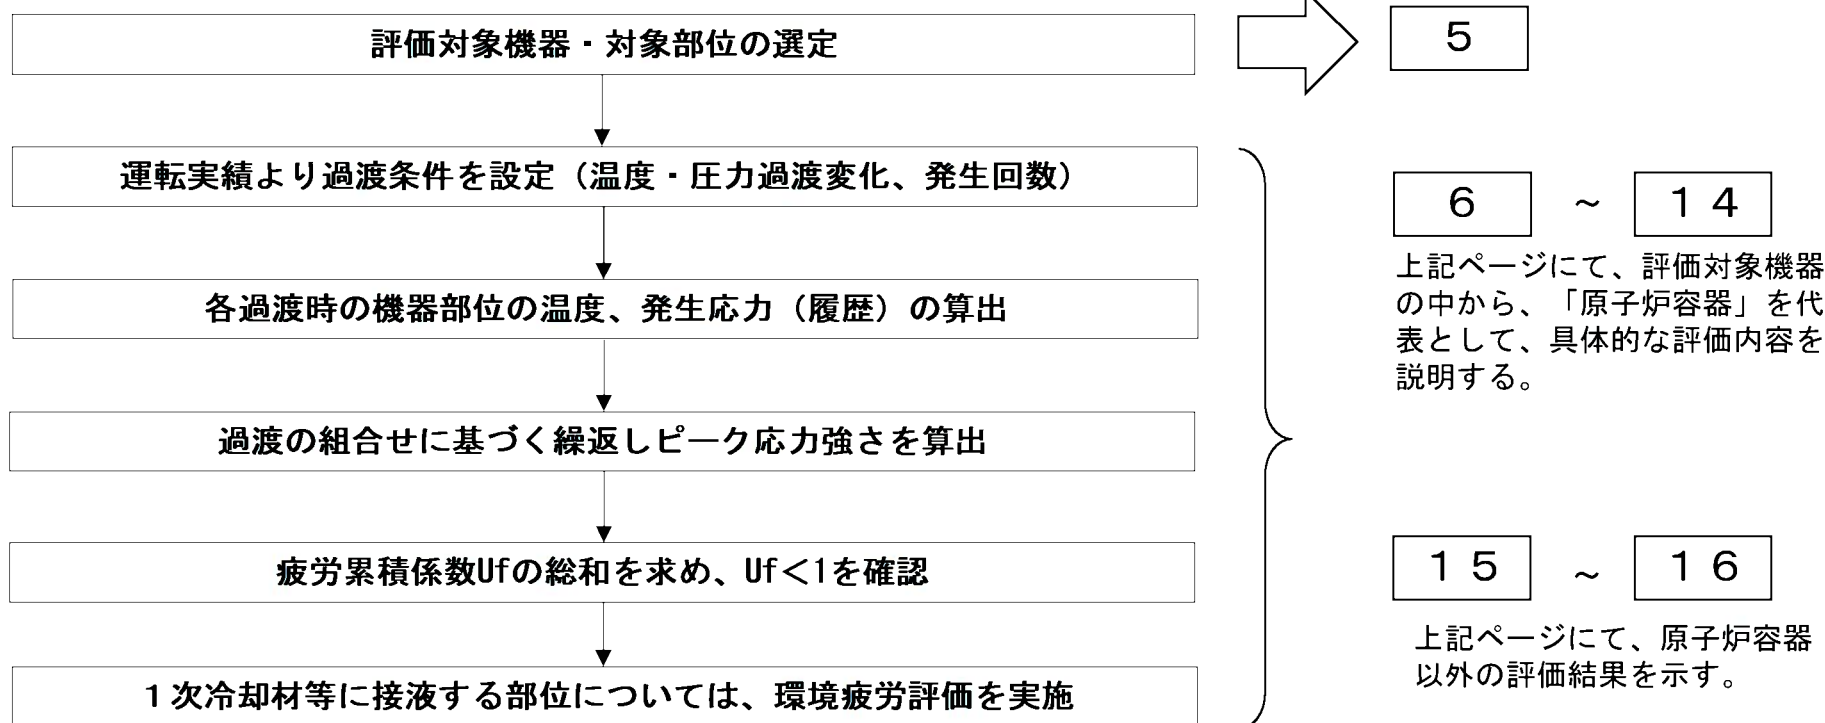 評価対象機器・対象部位の選定
5
運転実績より過渡条件を設定（温度・圧力過渡変化、発生回数）
各過渡時の機器部位の温度、発生応力（履歴）の算出
過渡の組合せに基づく繰返しピーク応力強さを算出
疲労累積係数Ufの総和を求め、Uf＜1を確認
１次冷却材等に接液する部位については、環境疲労評価を実施
６ ～ １４
上記ページにて、評価対象機器
の中から、「原子炉容器」を代
表として、具体的な評価内容を
説明する。
１５ ～ １６
上記ページにて、原子炉容器
以外の評価結果を示す。